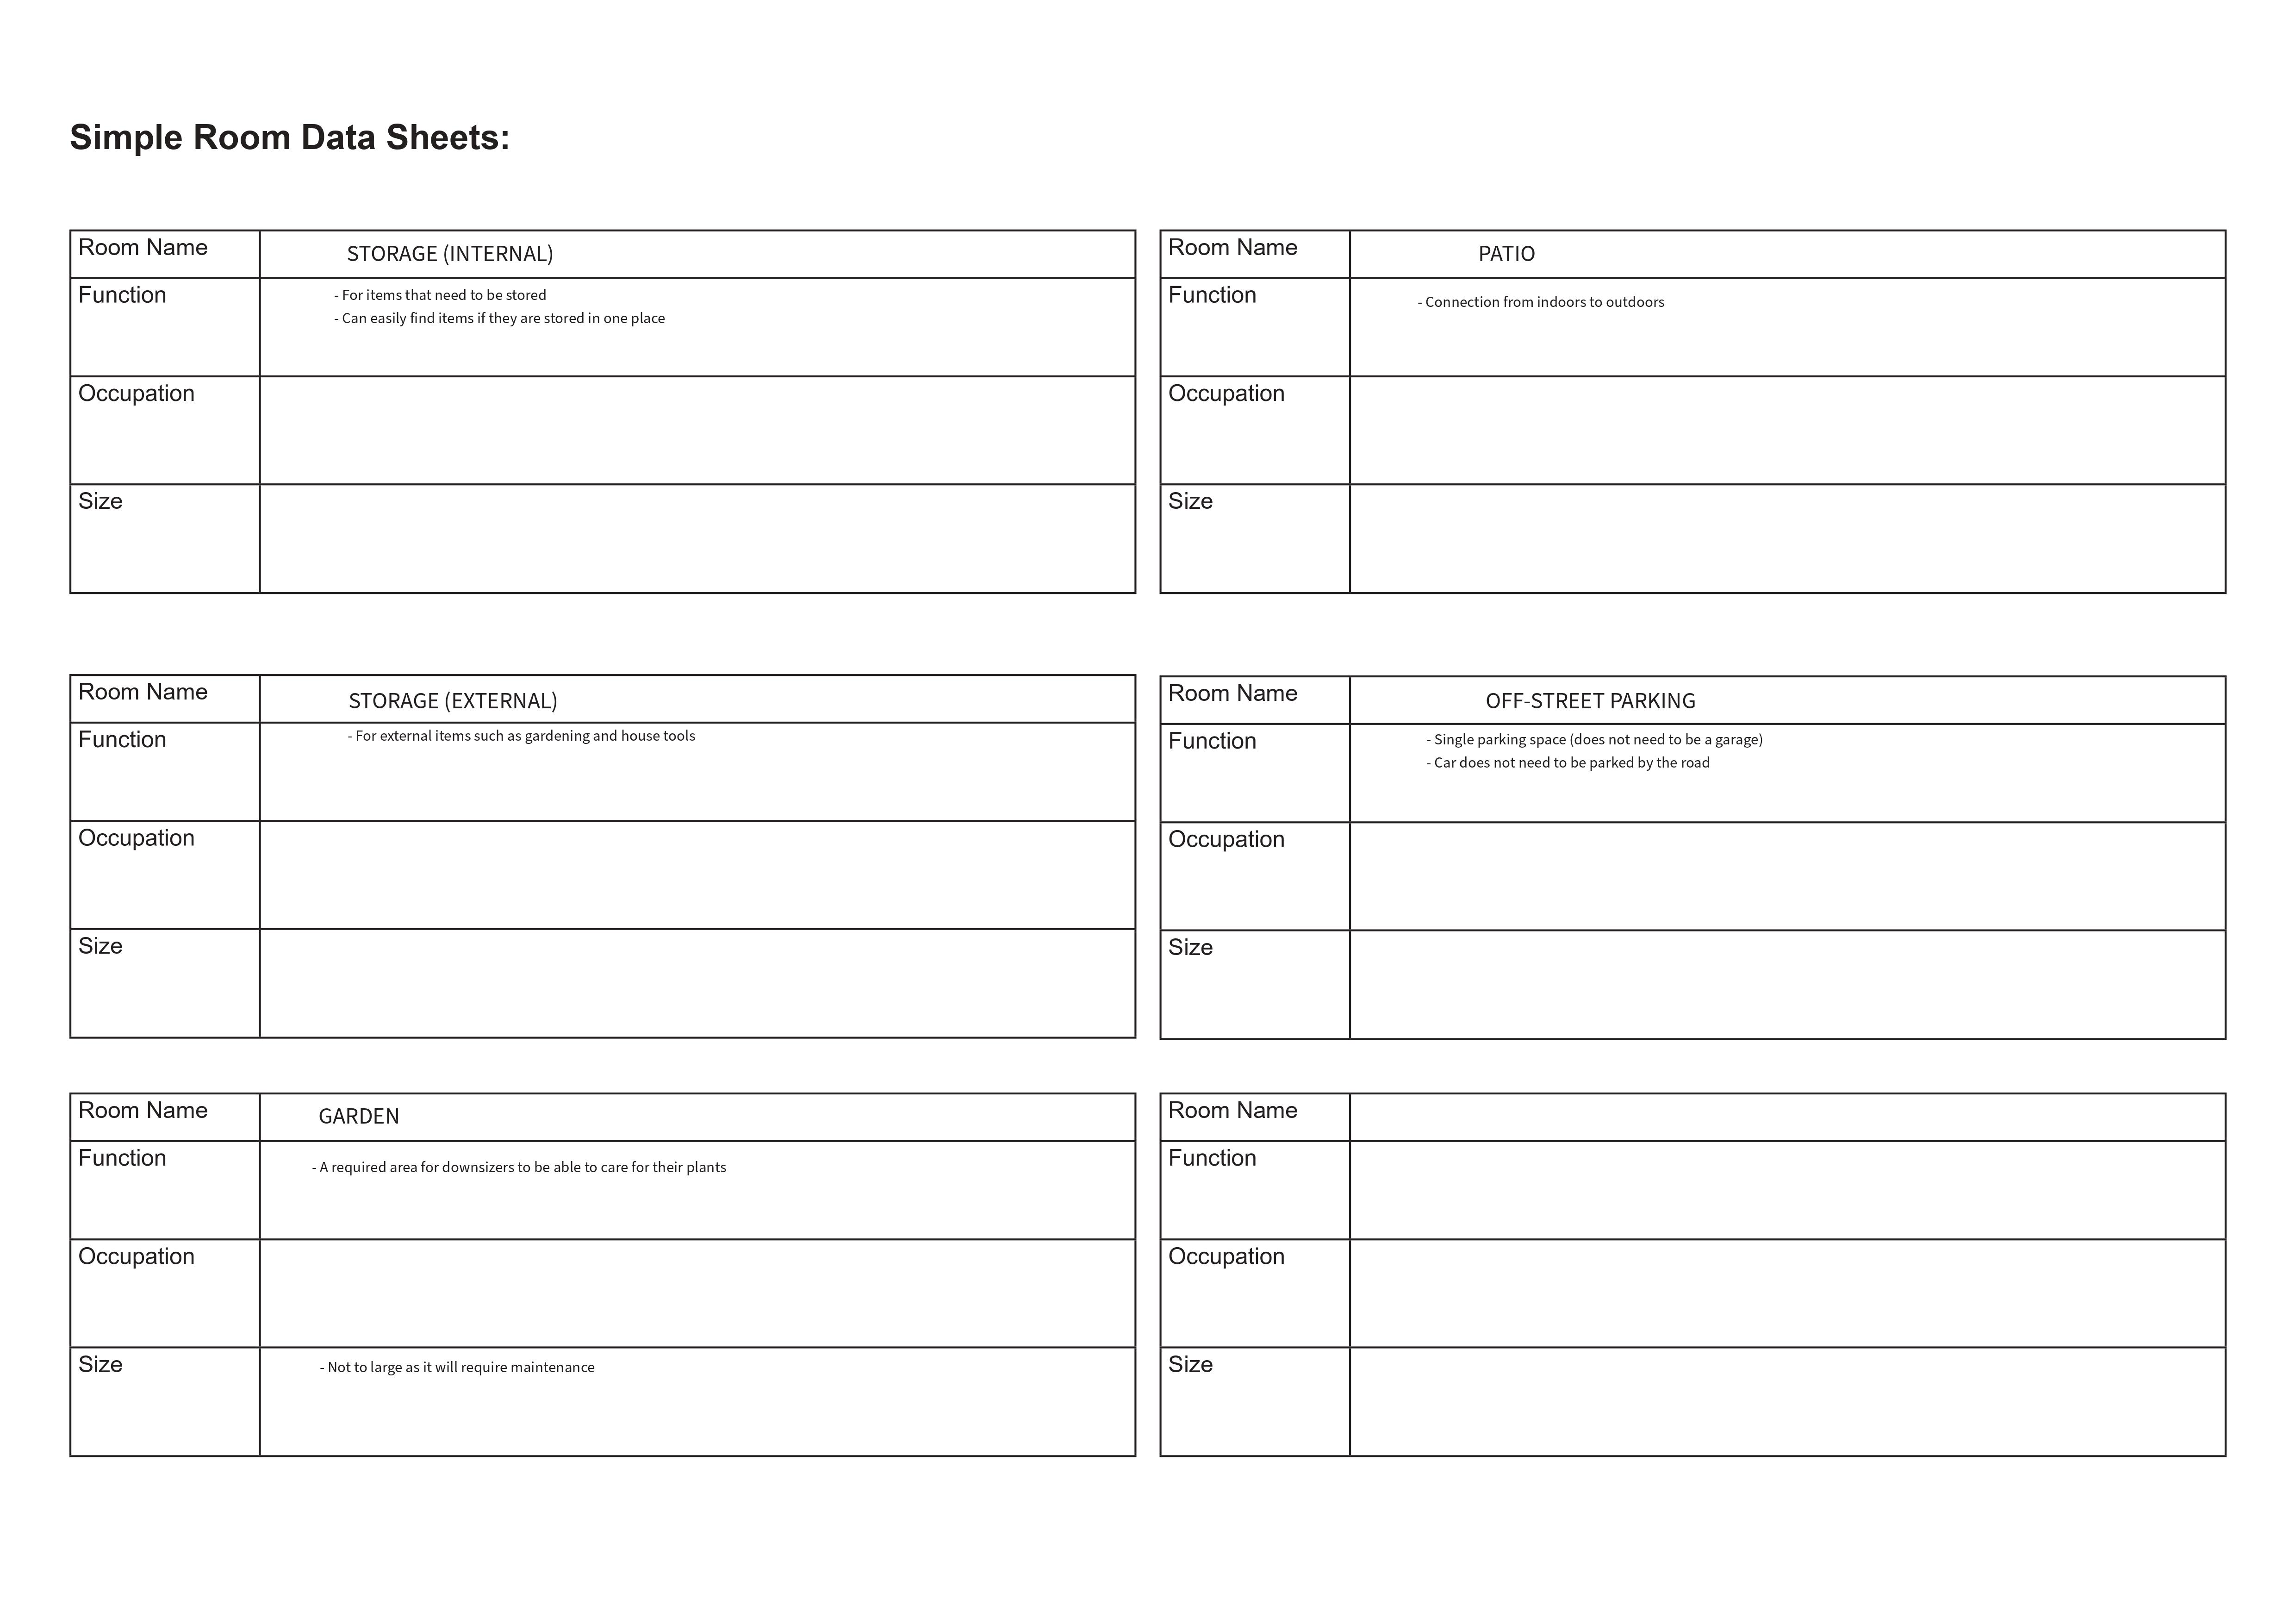 Simple Room Data Sheets:
Room Name STORAGE (INTERNAL)
Function - For items that need to be stored
- Can easily find items if they are stored in one place
Occupation
Size
Room Name PATIO
Function - Connection from indoors to outdoors
Occupation
Size
Room Name STORAGE (EXTERNAL)
Function - For external items such as gardening and house tools
Occupation
Size
Room Name OFF-STREET PARKING
Function - Single parking space (does not need to be a garage)
- Car does not need to be parked by the road
Occupation
Size
Room Name GARDEN
Function - A required area for downsizers to be able to care for their plants
Occupation
Size - Not to large as it will require maintenance
Room Name
Function
Occupation
Size